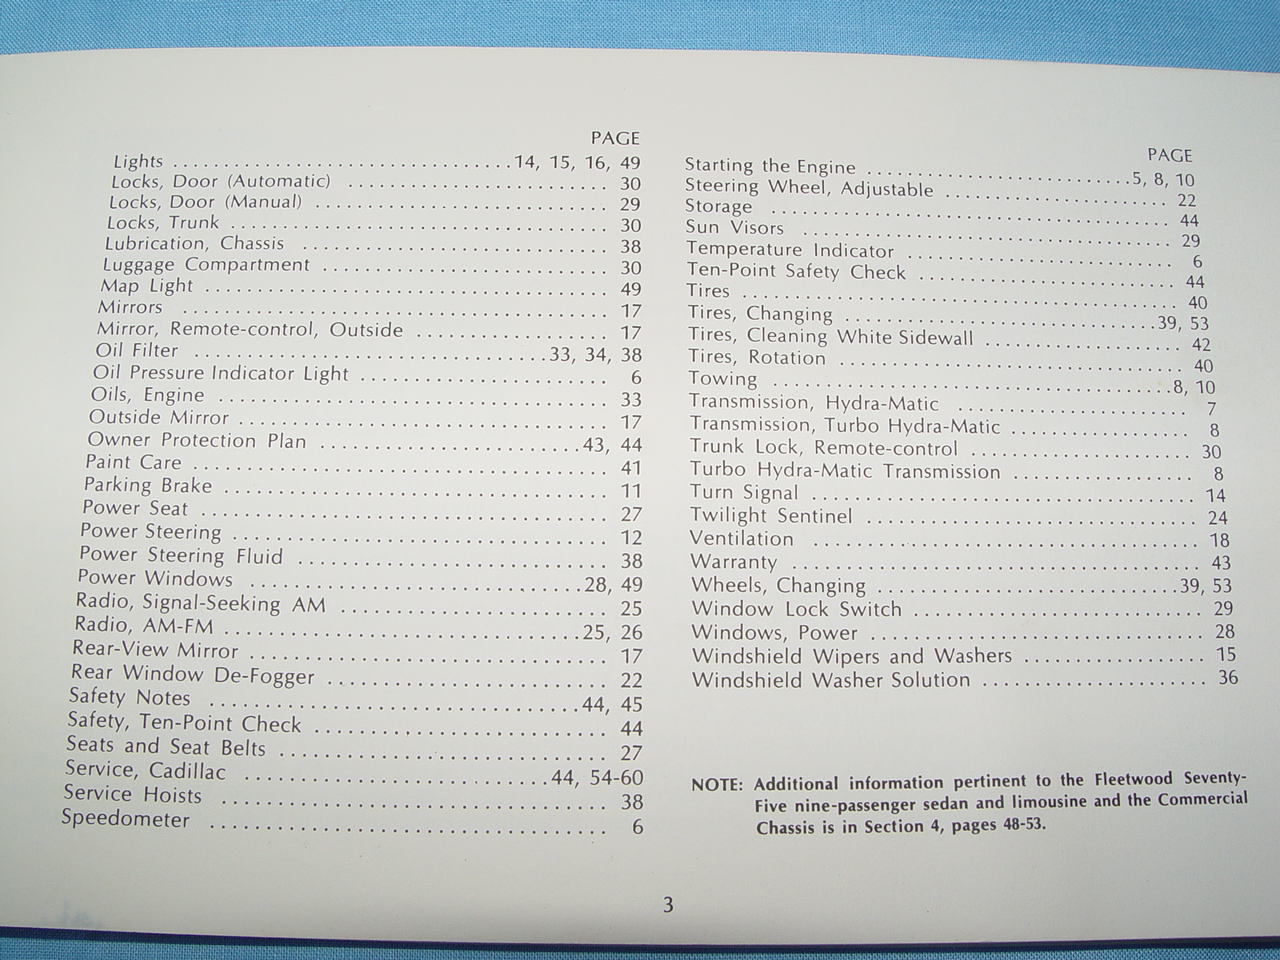 PAGE
Lights ..................................14, 15, 16, 49
Locks, Door (Automatic) .......................... 30
Locks, Door (Manual) ............................. 29
Locks, Trunk ..................................... 30
Lubrication, Chassis ............................. 38
Luggage Compartment .............................. 30
Map Light ........................................ 49
Mirrors .......................................... 17
Mirror, Remote-control, Outside .................. 17
Oil Filter ..................................33, 34, 38
Oil Pressure Indicator Light ..................... 6
Oils, Engine ..................................... 33
Outside Mirror ................................... 17
Owner Protection Plan ..........................43, 44
Paint Care ....................................... 41
Parking Brake .................................... 11
Power Seat ....................................... 27
Power Steering ................................... 12
Power Steering Fluid ............................. 38
Power Windows ..................................28, 49
Radio, Signal-Seeking AM ......................... 25
Radio, AM-FM ...................................25, 26
Rear-View Mirror ................................. 17
Rear Window De-Fogger ............................ 22
Safety Notes ...................................44, 45
Safety, Ten-Point Check .......................... 44
Seats and Seat Belts ............................. 27
Service, Cadillac ............................44, 54-60
Service Hoists ................................... 38
Speedometer ...................................... 6
PAGE
Starting the Engine ...........................5, 8, 10
Steering Wheel, Adjustable ....................... 22
Storage .......................................... 44
Sun Visors ....................................... 29
Temperature Indicator ............................ 6
Ten-Point Safety Check ........................... 44
Tires ............................................ 40
Tires, Changing ................................39, 53
Tires, Cleaning White Sidewall ................... 42
Tires, Rotation .................................. 40
Towing .........................................8, 10
Transmission, Hydra-Matic ........................ 7
Transmission, Turbo Hydra-Matic .................. 8
Trunk Lock, Remote-control ....................... 30
Turbo Hydra-Matic Transmission ................... 8
Turn Signal ...................................... 14
Twilight Sentinel ................................ 24
Ventilation ...................................... 18
Warranty ......................................... 43
Wheels, Changing ...............................39, 53
Window Lock Switch ............................... 29
Windows, Power ................................... 28
Windshield Wipers and Washers .................... 15
Windshield Washer Solution ....................... 36
NOTE: Additional information pertinent to the Fleetwood Seventy-
Five nine-passenger sedan and limousine and the Commercial
Chassis is in Section 4, pages 48-53.
3